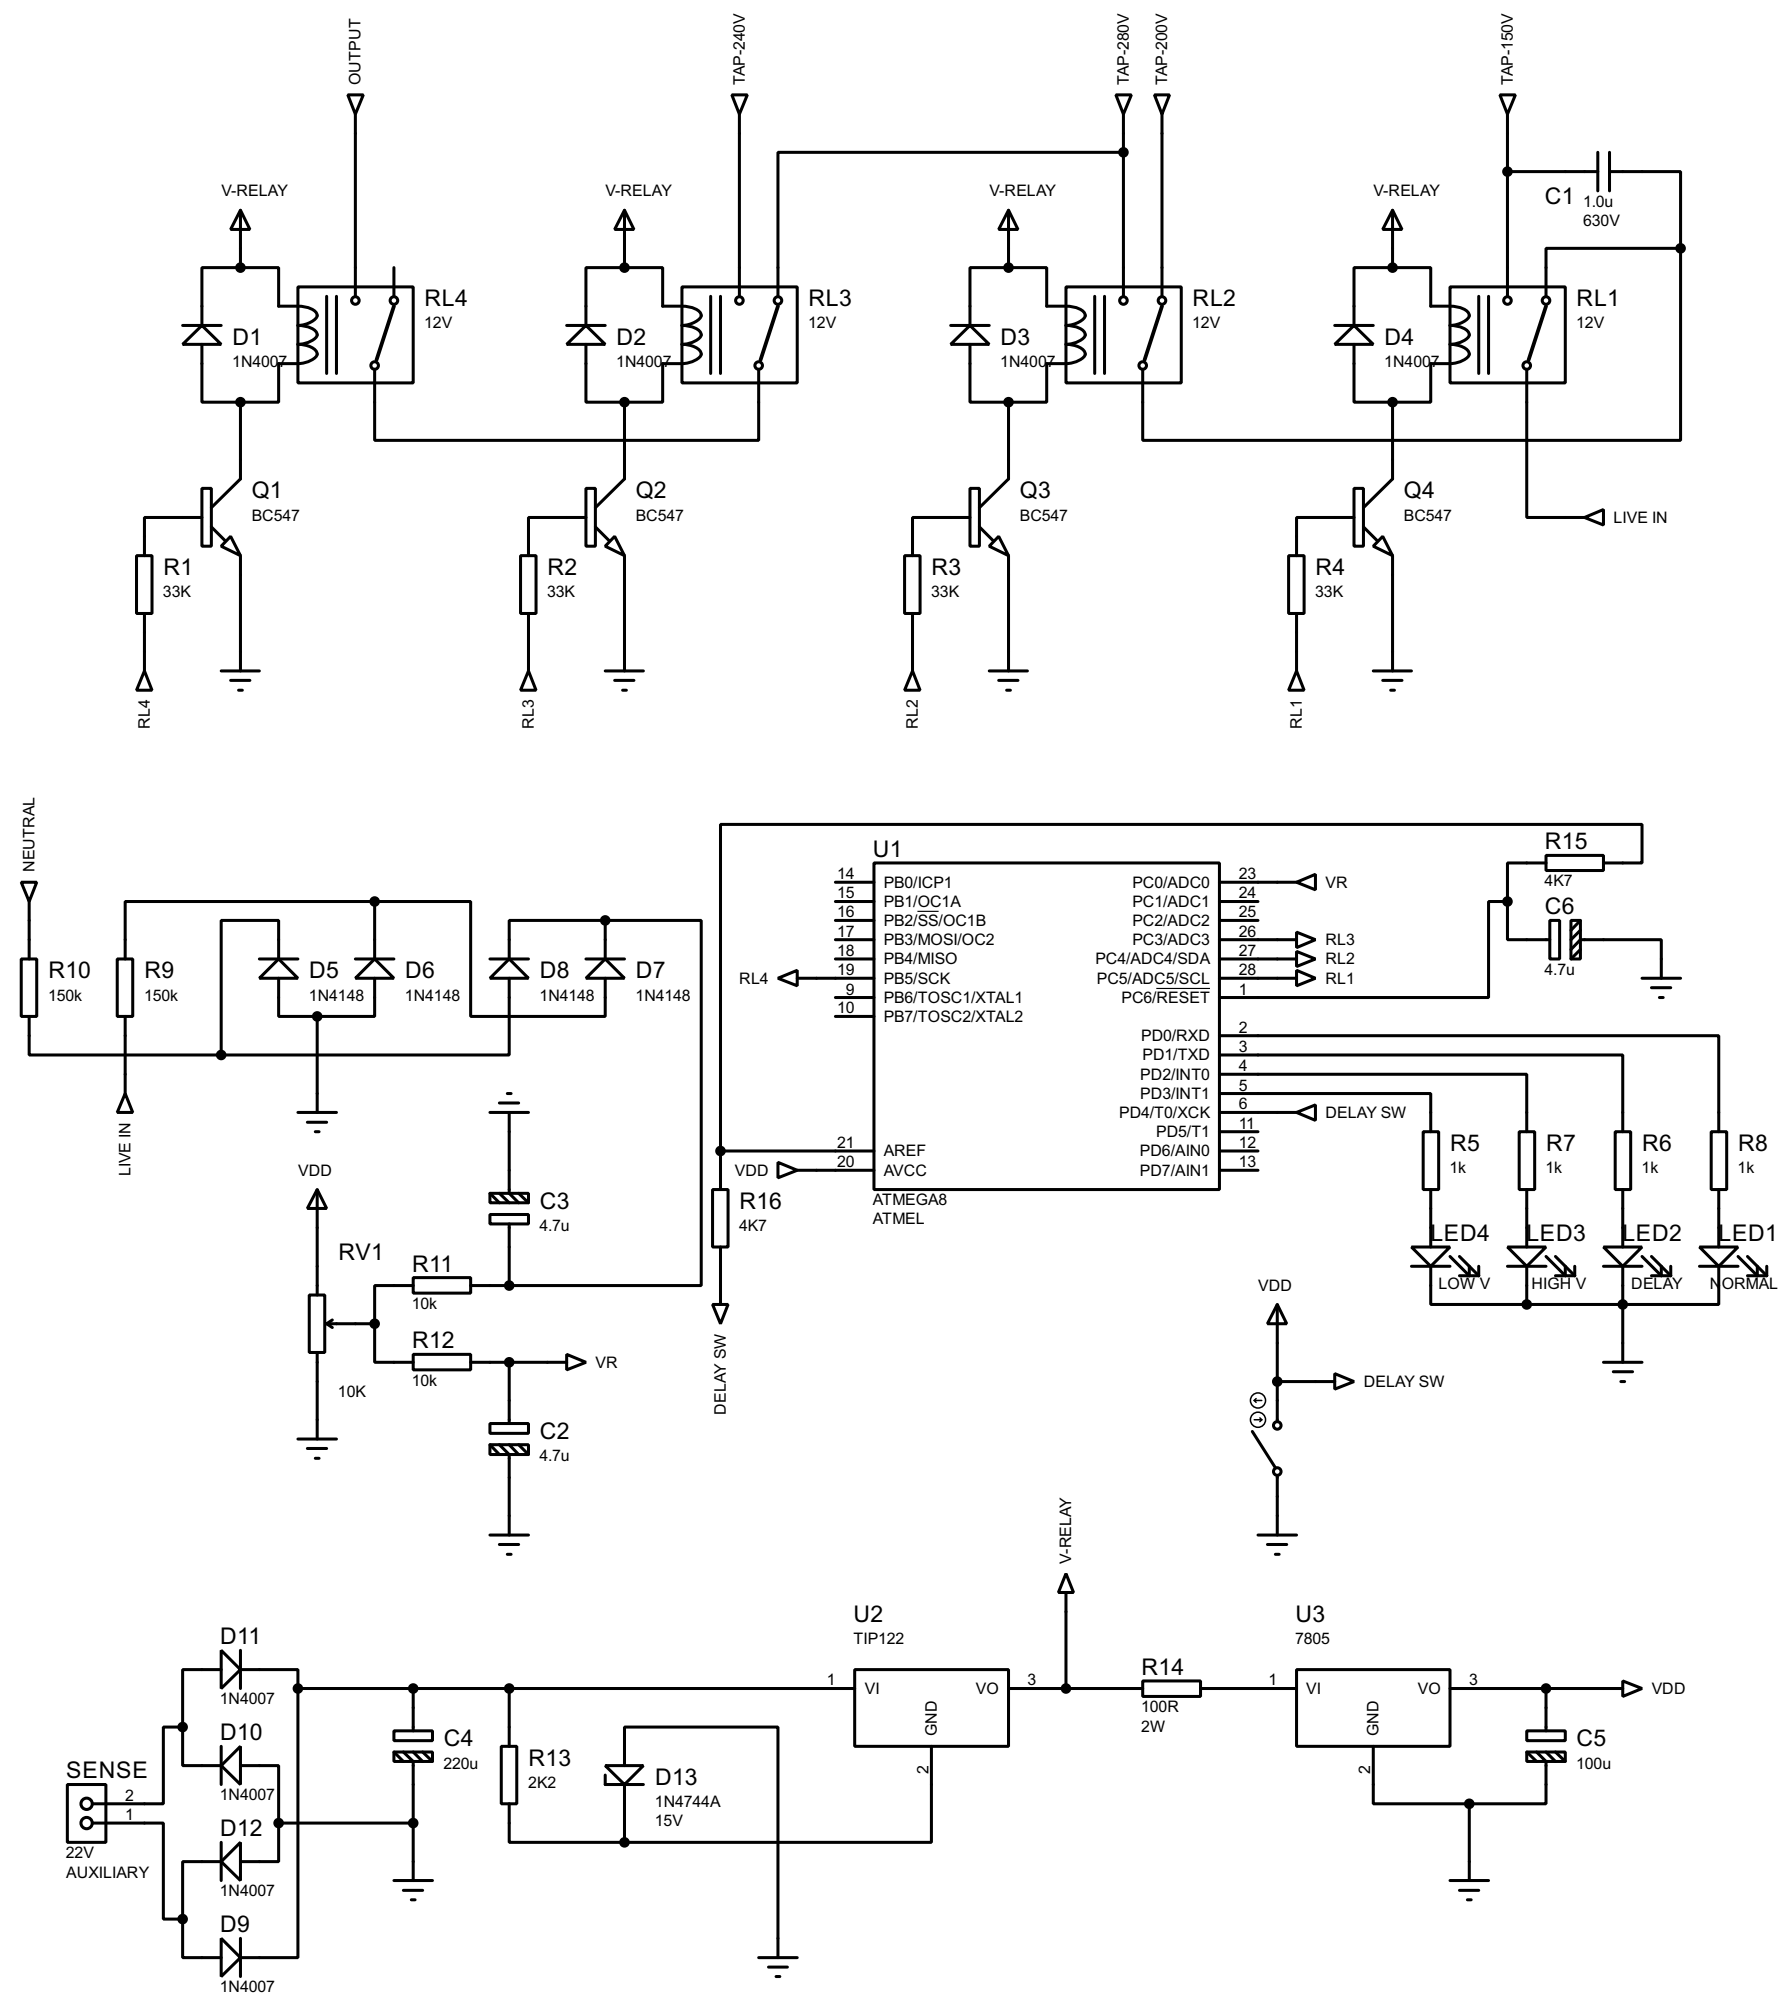 OUTPUT
TAP-240V
TAP-280V
TAP-200V
TAP-150V
V-RELAY
V-RELAY
V-RELAY
V-RELAY
C1
1.0u
630V
D1
1N4007
RL4
12V
D2
1N4007
RL3
12V
D3
1N4007
RL2
12V
D4
1N4007
RL1
12V
Q1
BC547
Q2
BC547
Q3
BC547
Q4
BC547
LIVE IN
R1
33K
R2
33K
R3
33K
R4
33K
RL4
RL3
RL2
RL1
NEUTRAL
R10
150k
R9
150k
D5
1N4148
D6
1N4148
D8
1N4148
D7
1N4148
LIVE IN
U1
14 PB0/ICP1
15 PB1/OC1A
16 PB2/SS/OC1B
17 PB3/MOSI/OC2
18 PB4/MISO
RL4 19 PB5/SCK
9 PB6/TOSC1/XTAL1
10 PB7/TOSC2/XTAL2
21 AREF
VDD 20 AVCC
PC0/ADC0 23 VR
PC1/ADC1 24
PC2/ADC2 25
PC3/ADC3 26 RL3
PC4/ADC4/SDA 27 RL2
PC5/ADC5/SCL 28 RL1
PC6/RESET 1
PD0/RXD 2
PD1/TXD 3
PD2/INT0 4
PD3/INT1 5
PD4/T0/XCK 6 DELAY SW
PD5/T1 11
PD6/AIN0 12
PD7/AIN1 13
ATMEGA8
ATMEL
R15
4K7
C6
4.7u
R5
1k
R7
1k
R6
1k
R8
1k
LED4
LOW V
LED3
HIGH V
LED2
DELAY
LED1
NORMAL
VDD
RV1
10K
C3
4.7u
R11
10k
R12
10k
VR
C2
4.7u
R16
4K7
DELAY SW
VDD
DELAY SW
V-RELAY
SENSE
2
1
22V
AUXILIARY
D11
1N4007
D10
1N4007
D12
1N4007
D9
1N4007
C4
220u
R13
2K2
D13
1N4744A
15V
U2
TIP122
1 VI
VO 3
GND
2
R14
100R
2W
U3
7805
1 VI
VO 3
GND
2
VDD
C5
100u